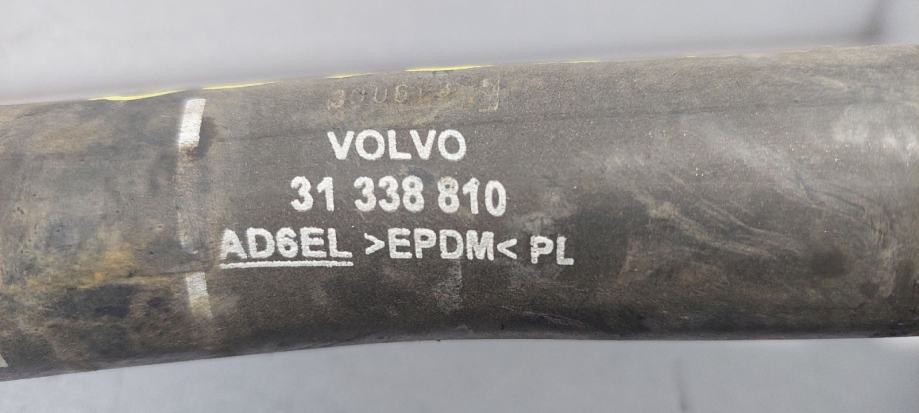 VOLVO
31 338 810
AD6EL >EPDM< PL